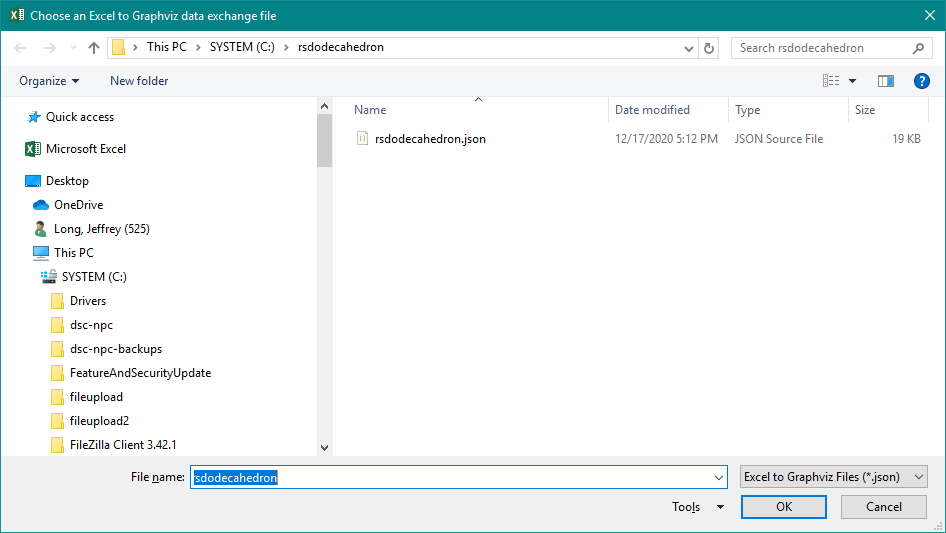 Choose an Excel to Graphviz data exchange file
This PC > SYSTEM (C:) > rsdodecahedron
Search rsdodecahedron
Organize
New folder
Quick access
Microsoft Excel
Desktop
OneDrive
Long, Jeffrey (525)
This PC
SYSTEM (C:)
Drivers
dsc-npc
dsc-npc-backups
FeatureAndSecurityUpdate
fileupload
fileupload2
FileZilla Client 3.42.1
Name Date modified Type Size
rsdodecahedron.json 12/17/2020 5:12 PM JSON Source File 19 KB
File name: rsdodecahedron Excel to Graphviz Files (*.json)
Tools OK Cancel